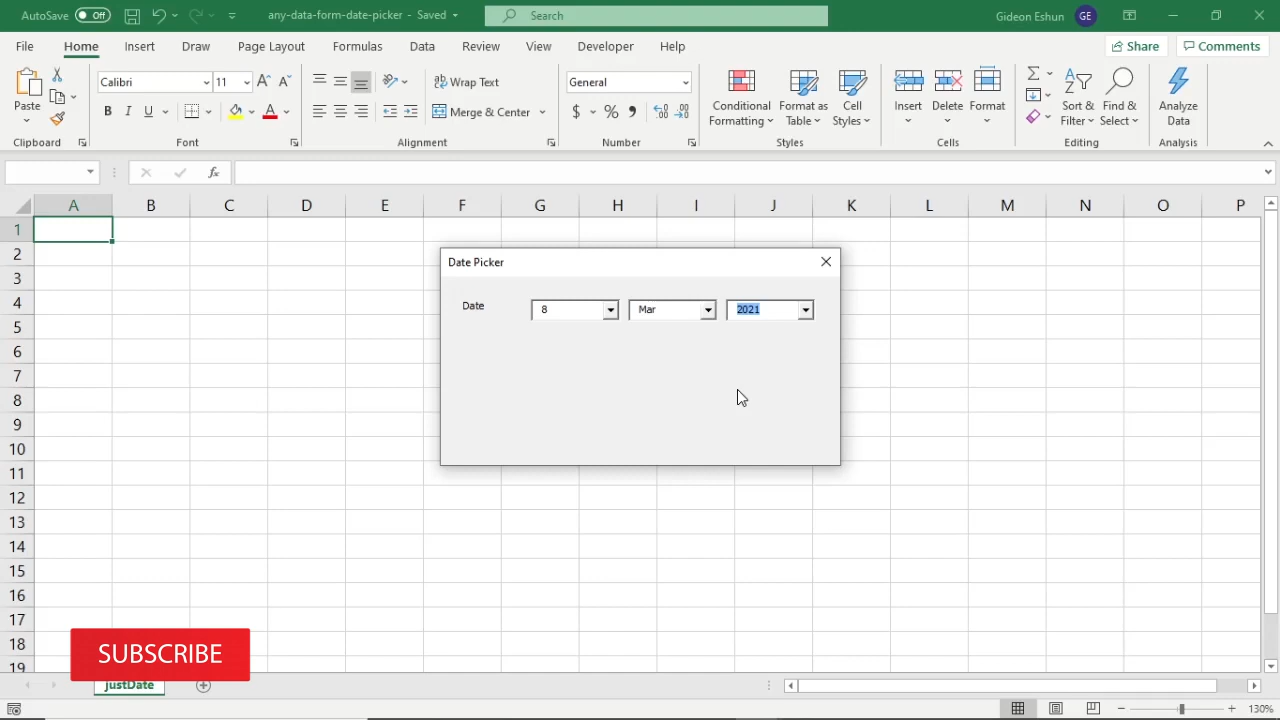 AutoSave Off any-data-form-date-picker - Saved Search Gideon Eshun GE
File Home Insert Draw Page Layout Formulas Data Review View Developer Help Share Comments
Paste Calibri 11 Wrap Text General Conditional Formatting Format as Table Cell Styles Insert Delete Format Sort & Filter Find & Select Analyze Data
B I U A Merge & Center $ % 9
Clipboard Font Alignment Number Styles Cells Editing Analysis
fx
A B C D E F G H I J K L M N O P
1
2
Date Picker
3
4
Date 8 Mar 2021
5
6
7
8
9
10
11
12
13
14
15
16
17
18
19
SUBSCRIBE
justDate
130%